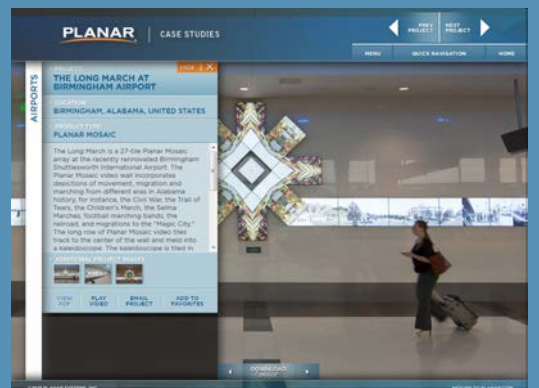 PLANAR
CASE STUDIES
PREV PROJECT
NEXT PROJECT
MENU
QUICK NAVIGATION
HOME
AIRPORTS
HIDE | X
PROJECT
THE LONG MARCH AT
BIRMINGHAM AIRPORT
LOCATION
BIRMINGHAM, ALABAMA, UNITED STATES
PRODUCT TYPE
PLANAR MOSAIC
The Long March is a 27-tile Planar Mosaic
array at the recently rennovated Birmingham
Shuttlesworth International Airport. The
Planar Mosaic video wall incorporates
depictions of movement, migration and
marching from different eras in Alabama
history, for instance, the Civil War, the Trail of
Tears, the Children's March, the Selma
Marches, football marching bands, the
railroad, and migrations to the "Magic City."
The long row of Planar Mosaic video tiles
track to the center of the wall and meld into
a kaleidoscope. The kaleidoscope is tiled in
ADDITIONAL PROJECT IMAGES
VIEW PDF
PLAY VIDEO
EMAIL PROJECT
ADD TO FAVORITES
DOWNLOAD